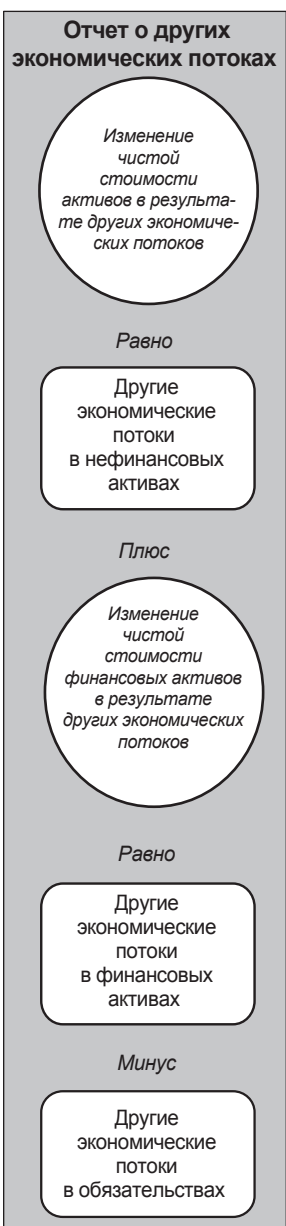 Отчет о других
экономических потоках
Изменение
чистой
стоимости
активов в результа-
те других экономиче-
ских потоков
Равно
Другие
экономические
потоки
в нефинансовых
активах
Плюс
Изменение
чистой
стоимости
финансовых активов
в результате
других экономических
потоков
Равно
Другие
экономические
потоки
в финансовых
активах
Минус
Другие
экономические
потоки
в обязательствах